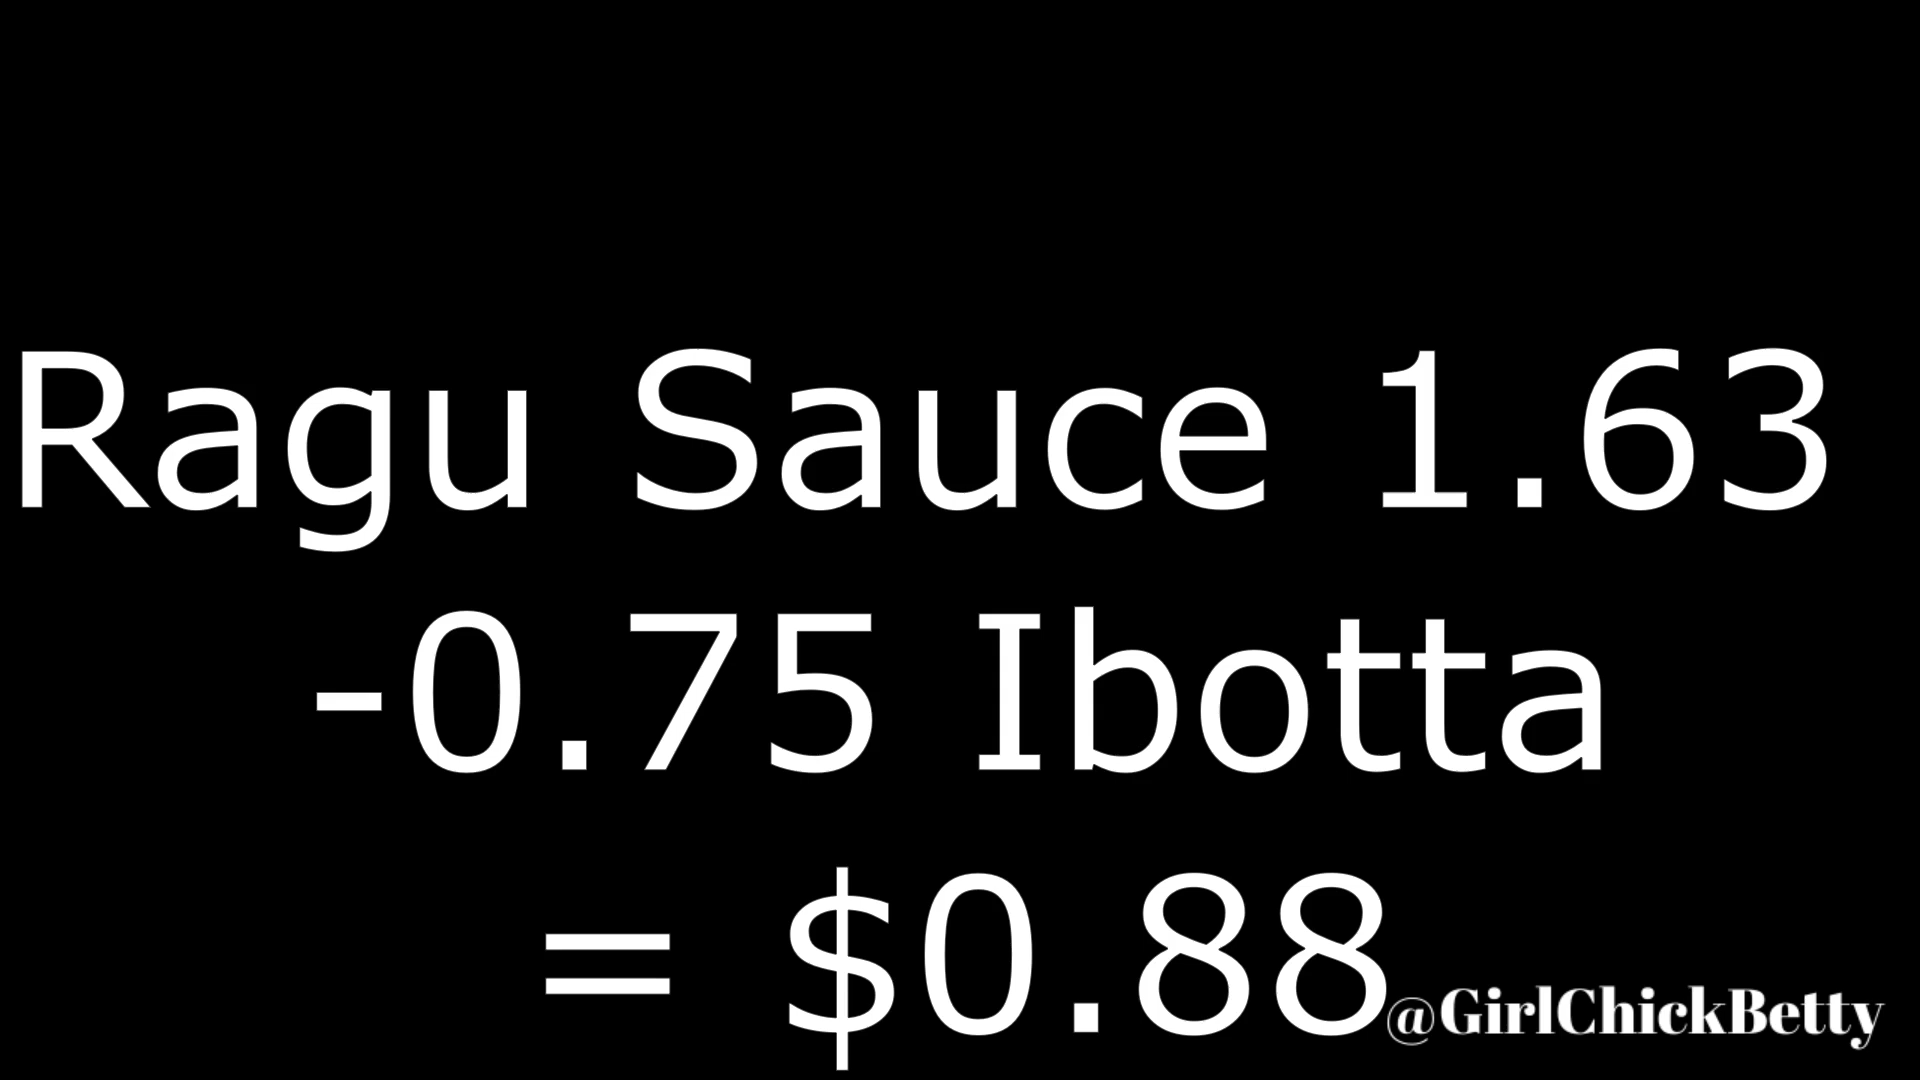 Ragu Sauce 1.63
-0.75 Ibotta
= $0.88
@GirlChickBetty